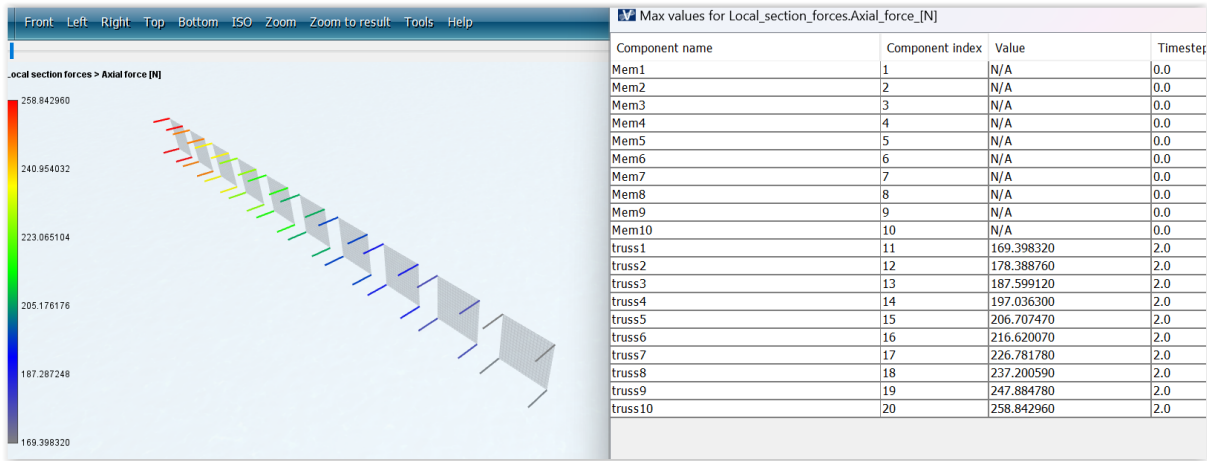 Front Left Right Top Bottom ISO Zoom Zoom to result Tools Help
Local section forces > Axial force [N]
258.842960
240.954032
223.065104
205.176176
187.287248
169.398320
Max values for Local_section_forces.Axial_force_[N]
Component name Component index Value Timestep
Mem1 1 N/A 0.0
Mem2 2 N/A 0.0
Mem3 3 N/A 0.0
Mem4 4 N/A 0.0
Mem5 5 N/A 0.0
Mem6 6 N/A 0.0
Mem7 7 N/A 0.0
Mem8 8 N/A 0.0
Mem9 9 N/A 0.0
Mem10 10 N/A 0.0
truss1 11 169.398320 2.0
truss2 12 178.388760 2.0
truss3 13 187.599120 2.0
truss4 14 197.036300 2.0
truss5 15 206.707470 2.0
truss6 16 216.620070 2.0
truss7 17 226.781780 2.0
truss8 18 237.200590 2.0
truss9 19 247.884780 2.0
truss10 20 258.842960 2.0